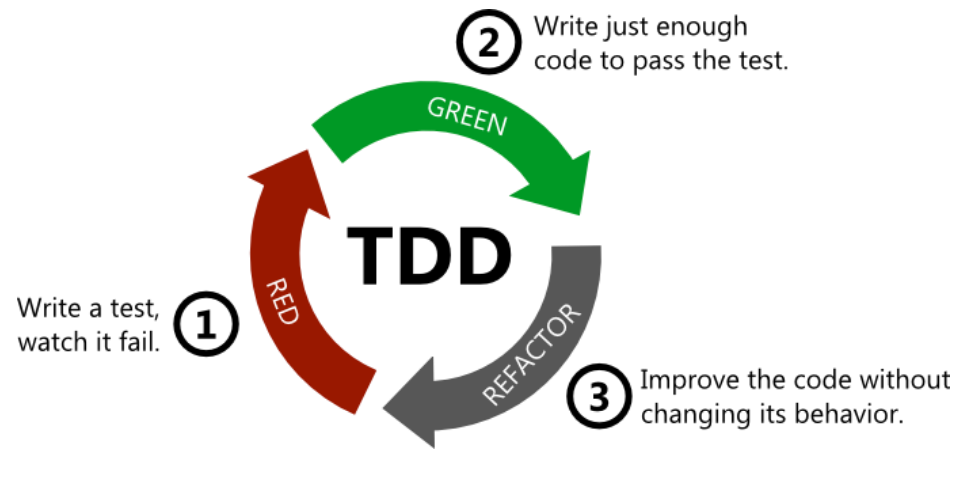 2
Write just enough
code to pass the test.
GREEN
TDD
RED
Write a test,
watch it fail.
1
REFACTOR
3
Improve the code without
changing its behavior.